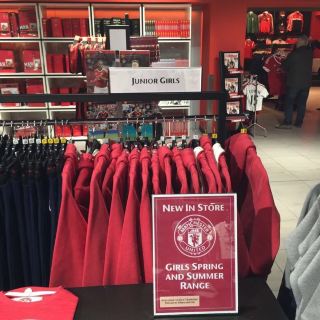 JUNIOR GIRLS
NEW IN STORE
MANCHESTER
UNITED
GIRLS SPRING
AND SUMMER
RANGE